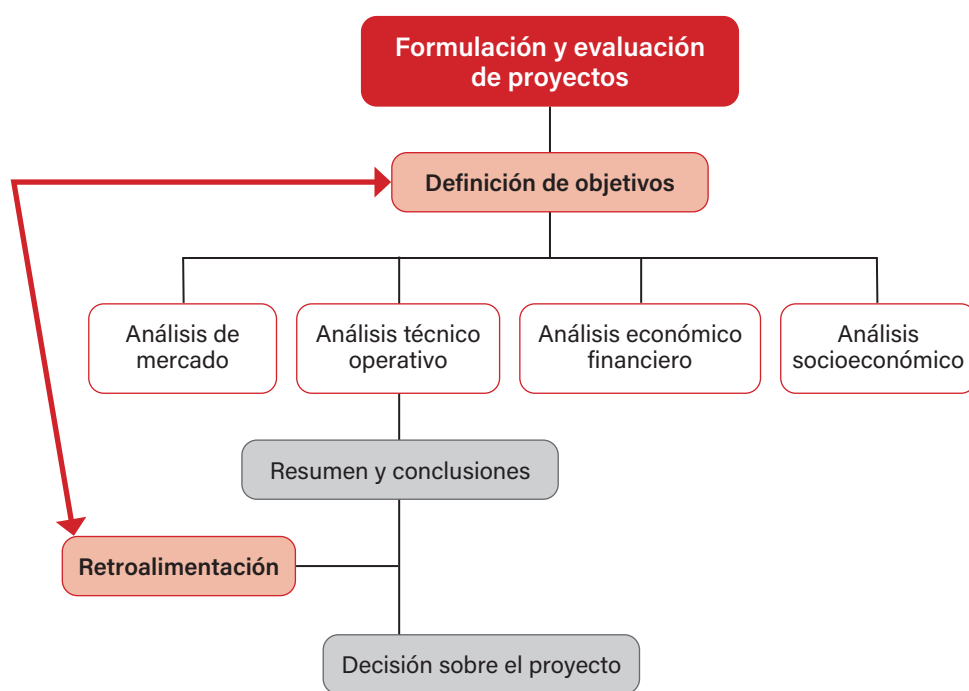 Formulación y evaluación
de proyectos
Definición de objetivos
Análisis de
mercado
Análisis técnico
operativo
Análisis económico
financiero
Análisis
socioeconómico
Resumen y conclusiones
Retroalimentación
Decisión sobre el proyecto